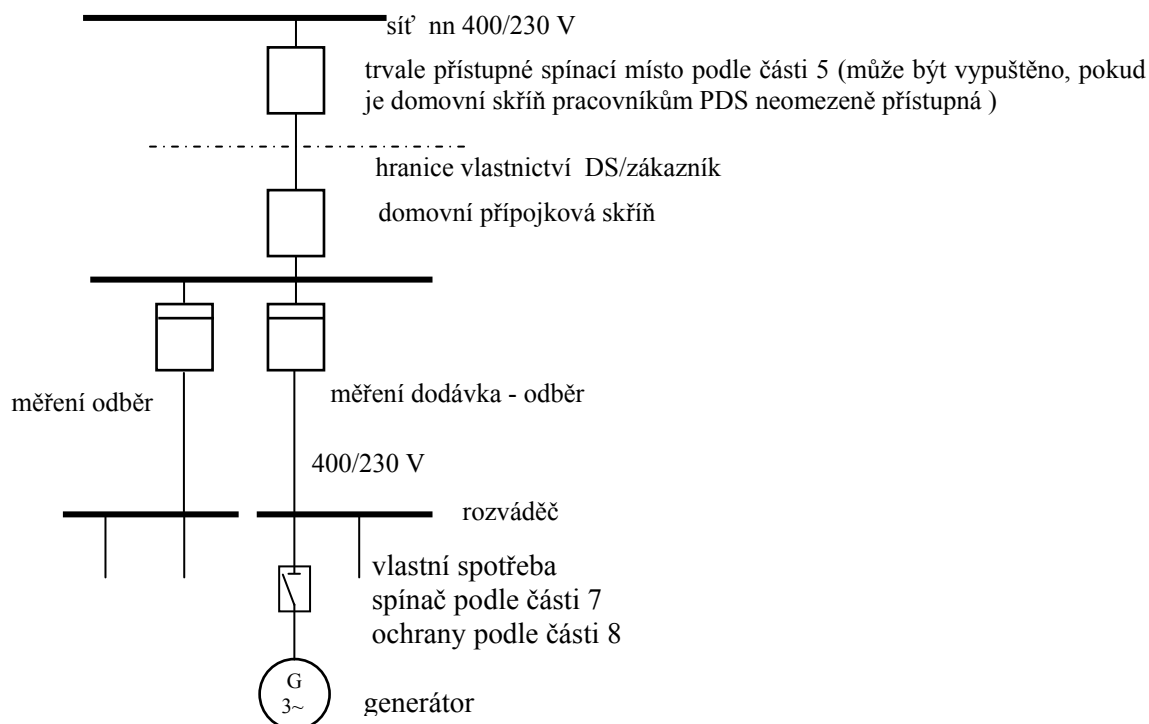 síť nn 400/230 V
trvale přístupné spínací místo podle části 5 (může být vypuštěno, pokud
je domovní skříň pracovníkům PDS neomezeně přístupná )
hranice vlastnictví DS/zákazník
domovní přípojková skříň
měření odběr
měření dodávka - odběr
400/230 V
rozváděč
vlastní spotřeba
spínač podle části 7
ochrany podle části 8
G
3~
generátor